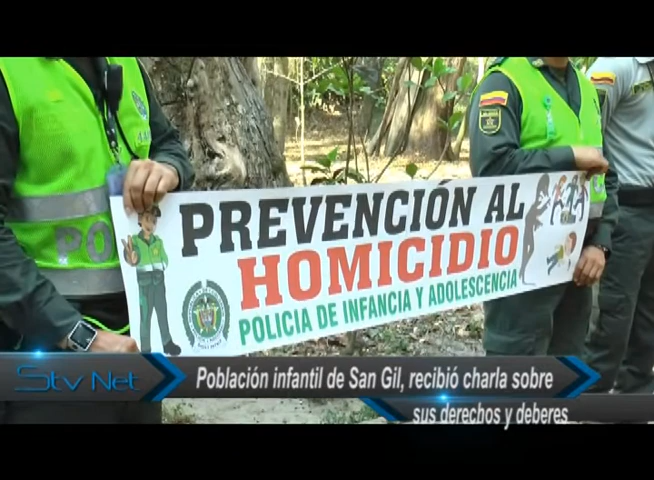 PREVENCIÓN AL
HOMICIDIO
POLICIA DE INFANCIA Y ADOLESCENCIA
PO
Stv Net
Población infantil de San Gil, recibió charla sobre
sus derechos y deberes